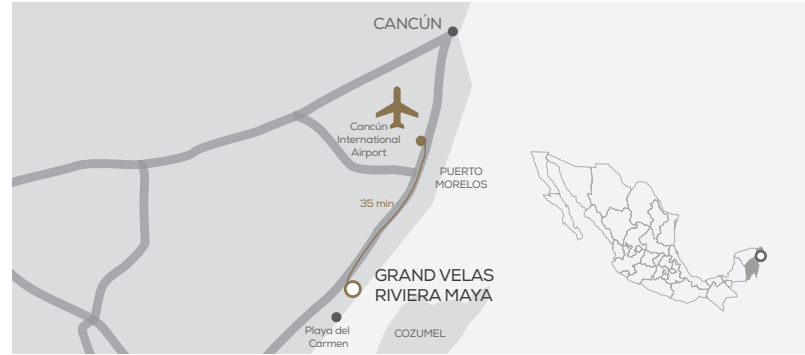 CANCÚN
Cancún
International
Airport
PUERTO
MORELOS
35 min
GRAND VELAS
RIVIERA MAYA
Playa del
Carmen
COZUMEL